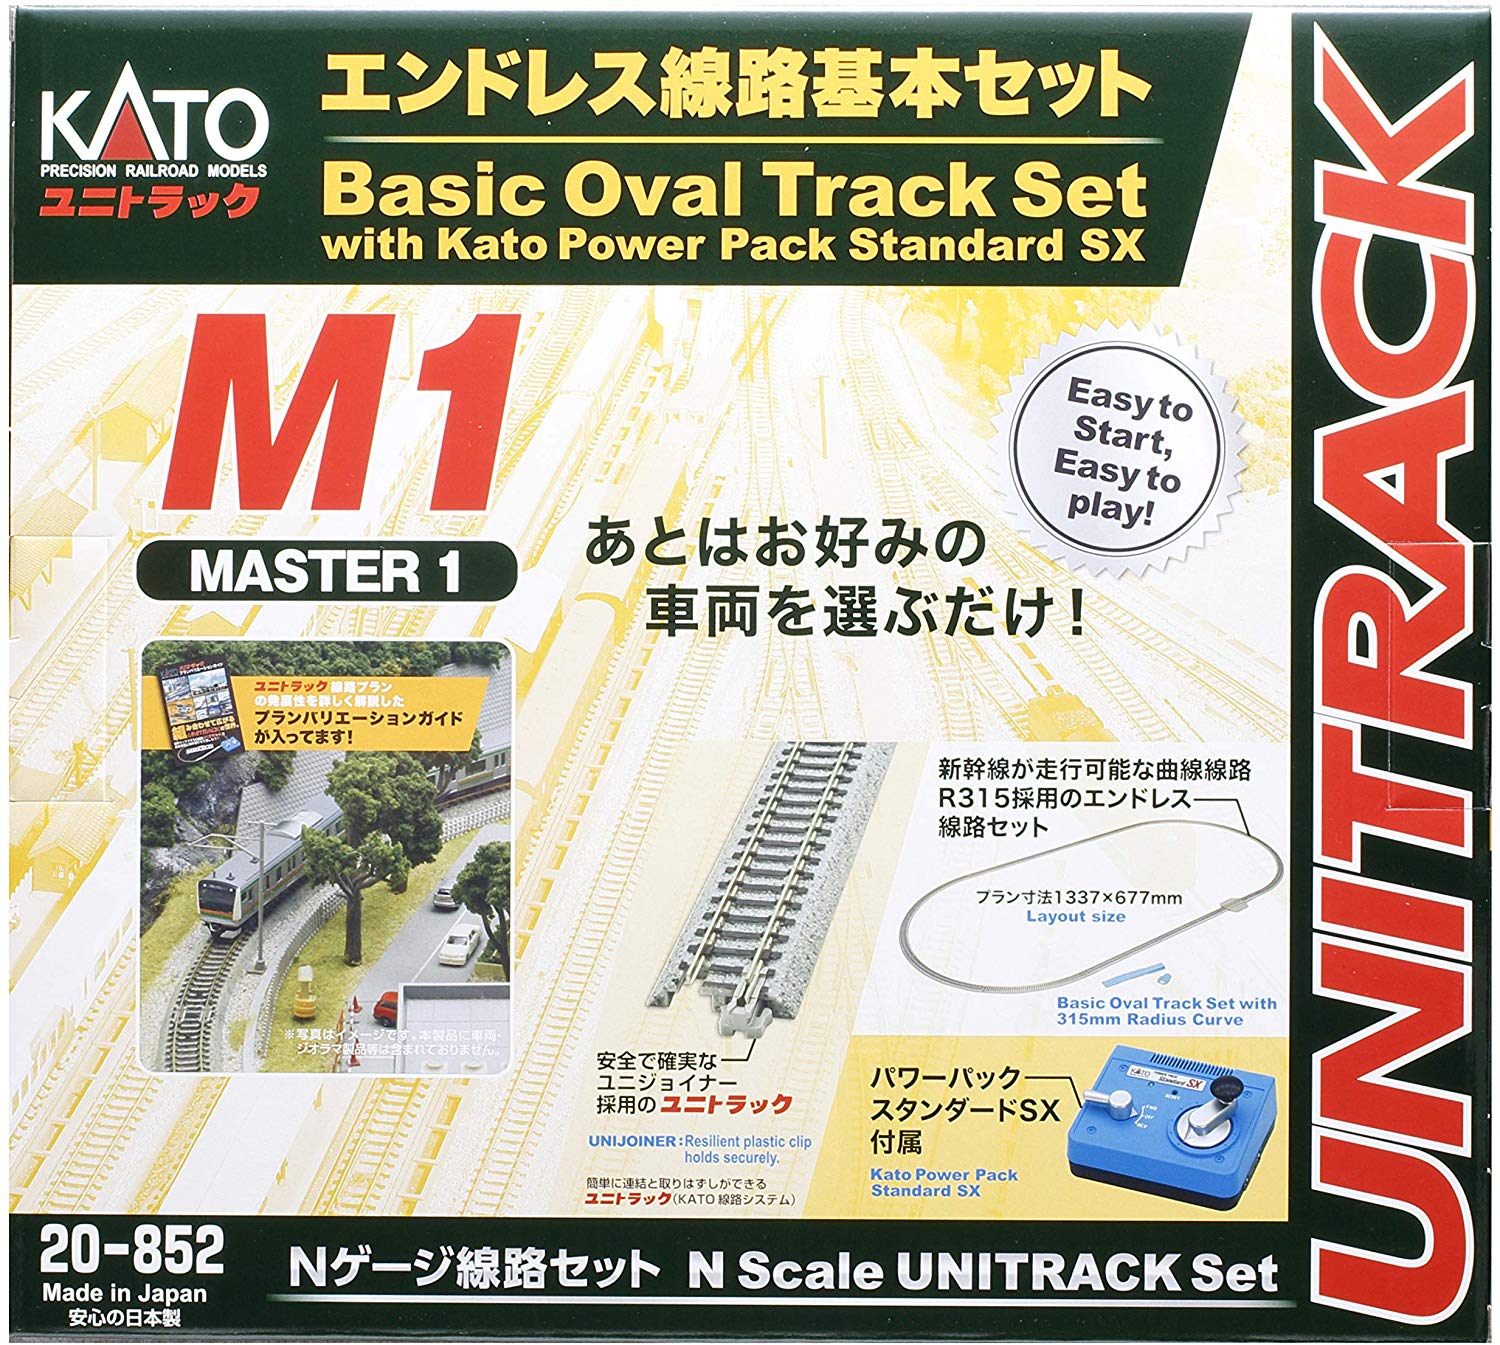 KATO
PRECISION RAILROAD MODELS
ユニトラック
エンドレス線路基本セット
Basic Oval Track Set
with Kato Power Pack Standard SX
UNITRACK
M1
MASTER 1
Easy to
Start,
Easy to
play!
あとはお好みの
車両を選ぶだけ!
ユニトラック線路プラン
の発展性を詳しく解説した
プランバリエーションガイド
が入ってます!
※写真はイメージです。本製品に車両・
ジオラマ製品等は含まれておりません。
新幹線が走行可能な曲線線路
R315採用のエンドレス
線路セット
プラン寸法1337×677mm
Layout size
Basic Oval Track Set with
315mm Radius Curve
安全で確実な
ユニジョイナー
採用のユニトラック
UNIJOINER:Resilient plastic clip
holds securely.
簡単に連結と取りはずしができる
ユニトラック(KATO 線路システム)
パワーパック
スタンダードSX
付属
Kato Power Pack
Standard SX
KATO
Standard SX
20-852
Made in Japan
安心の日本製
Nゲージ線路セット N Scale UNITRACK Set